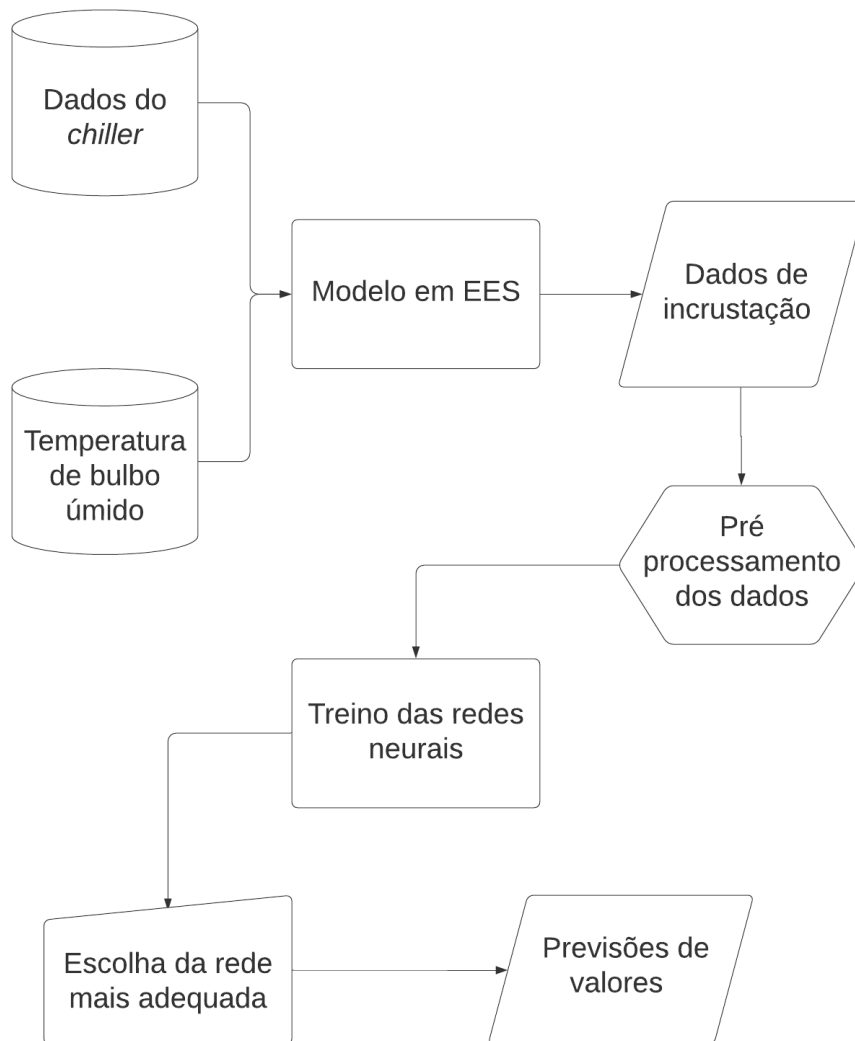 Dados do
chiller
Modelo em EES
Dados de
incrustação
Temperatura
de bulbo
úmido
Pré
processamento
dos dados
Treino das redes
neurais
Escolha da rede
mais adequada
Previsões de
valores